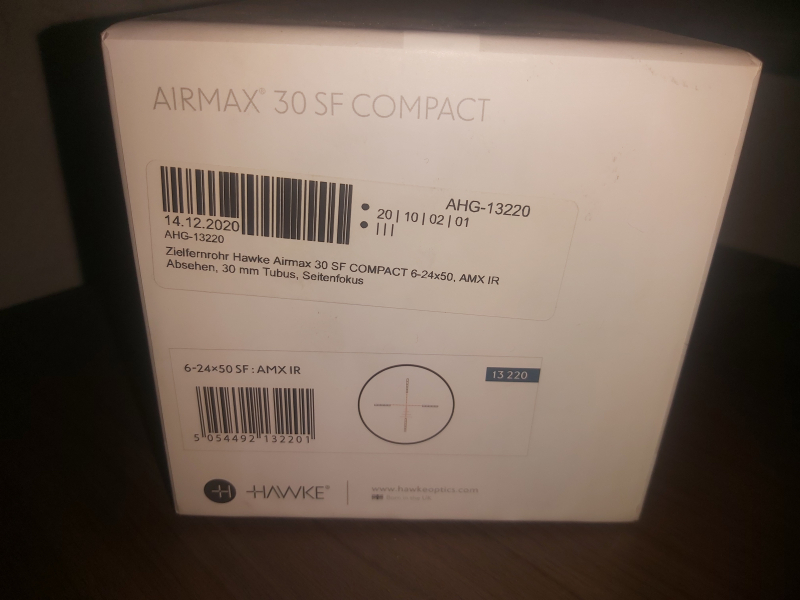 AIRMAX® 30 SF COMPACT
14.12.2020
AHG-13220
20 | 10 | 02 | 01
| | |
AHG-13220
Zielfernrohr Hawke Airmax 30 SF COMPACT 6-24x50, AMX IR
Absehen, 30 mm Tubus, Seitenfokus
6-24×50 SF : AMX IR
13 220
5 054492 132201
HAWKE®
www.hawkeoptics.com